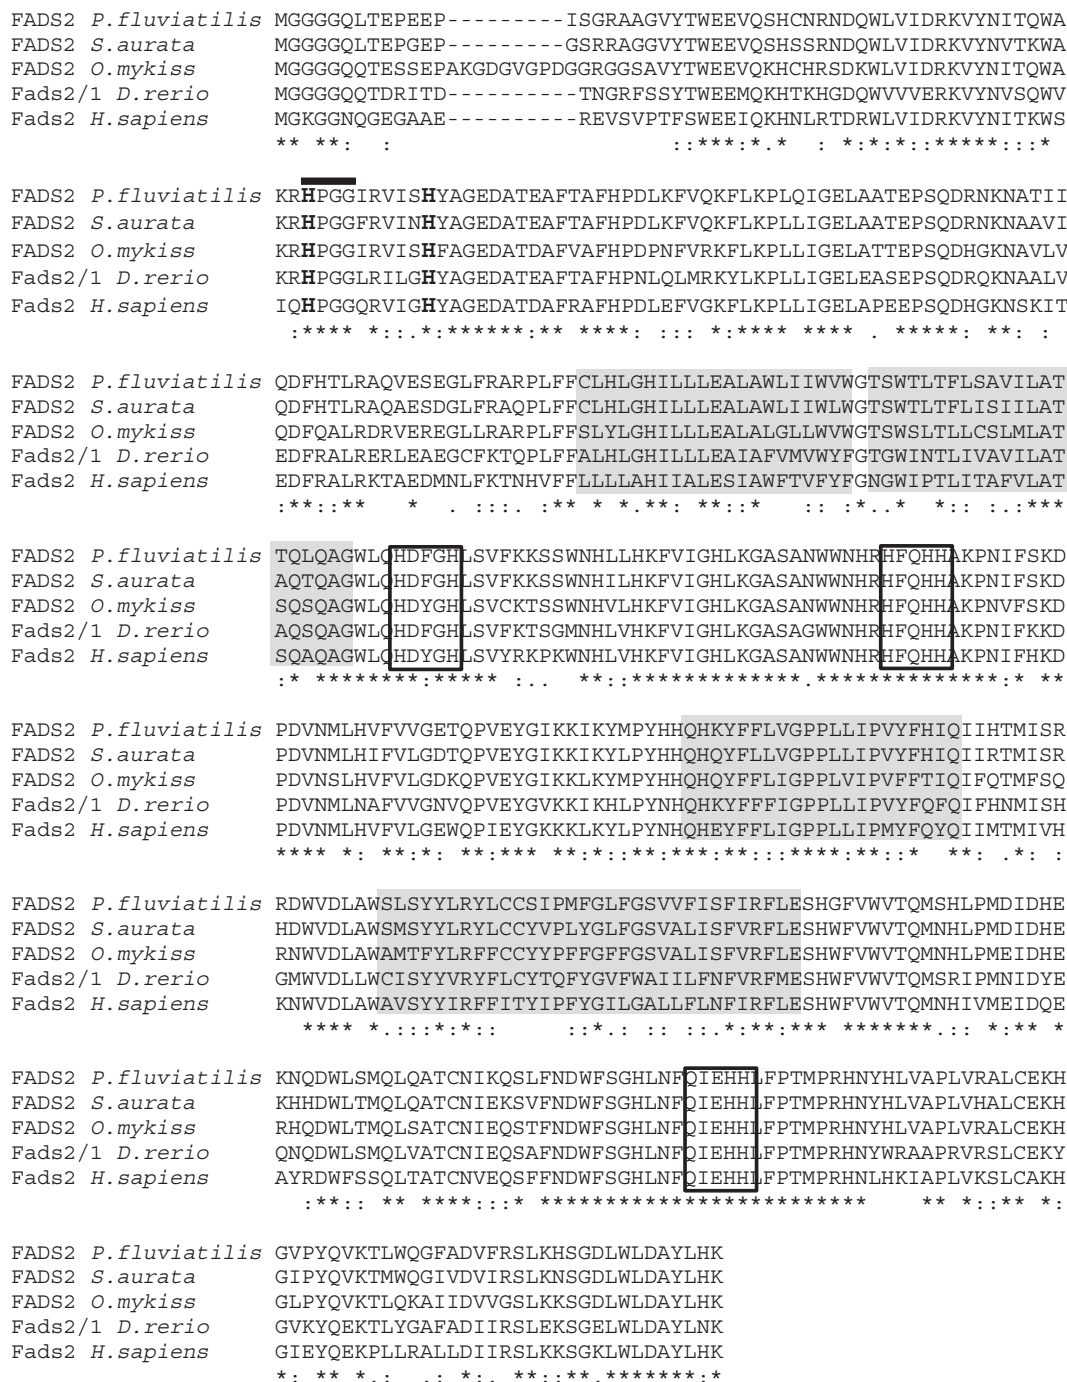 FADS2 P.fluviatilis MGGGGQLTEPEEP---------ISGRAAGVYTWEEVQSHCNRNDQWLVIDRKVYNITQWA
FADS2 S.aurata MGGGGQLTEPGEP---------GSRRAGGVYTWEEVQSHSSRNDQWLVIDRKVYNVTKWA
FADS2 O.mykiss MGGGGQQTESSEPAKGDGVGPDGGRGGSAVYTWEEVQKHCHRSDKWLVIDRKVYNITQWA
Fads2/1 D.rerio MGGGGQQTDRITD---------TNGRFSSYTWEEMQKHTKHGDQWVVVERKVYNVSQWV
Fads2 H.sapiens MGKGGNQGEGAAE---------REVSVPTFSWEEIQKHNLRTDRWLVIDRKVYNITKWS
** **: : ::***:*.* : *:*:*::****:::*
FADS2 P.fluviatilis KRHPGGIRVISHYAGEDATEAFTAFHPDLKFVQKFLKPLQIGELAATEPSQDRNKNATII
FADS2 S.aurata KRHPGGFRVINHYAGEDATEAFTAFHPDLKFVQKFLKPLLIGELAATEPSQDRNKNAAVI
FADS2 O.mykiss KRHPGGIRVISHFAGEDATDAFVAFHPDPNFVRKFLKPLLIGELATTEPSQDHGKNAVLV
Fads2/1 D.rerio KRHPGGLRILGHYAGEDATEAFTAFHPNLQLMRKYLKPLLIGELEASEPSQDRQKNAALV
Fads2 H.sapiens IQHPGGQRVIGHYAGEDATDAFRAFHPDLEFVGKFLKPLLIGELAPEEPSQDHGKNSKIT
:**** *::.*:******:** ****: ::: *:**** **** . *****: **: :
FADS2 P.fluviatilis QDFHTLRAQVESEGLFRARPLFFCLHLGHILLLEALAWLIIWVWGTSWTLTFLSAVILAT
FADS2 S.aurata QDFHTLRAQAESDGLFRAQPLFFCLHLGHILLLEALAWLIIWLWGTSWTLTFLISIILAT
FADS2 O.mykiss QDFQALRDRVEREGLLRARPLFFSLYLGHILLLEALALGLLWVWGTSWSLTLLCSLMLAT
Fads2/1 D.rerio EDFRALRERLEAEGCFKTQPLFFALHLGHILLLEAIAFVMVWYFGTGWINTLIVAVILAT
Fads2 H.sapiens EDFRALRKTAEDMNLFKTNHVFFLLLLAHIIALESIAWFTVFYFGNGWIPTLITAFVLAT
:**::** * . :::. :** * *.**: **::* :: :*..* *:: :.:***
FADS2 P.fluviatilis TQLQAGWLQHDFGHLSVFKKSSWNHLLHKFVIGHLKGASANWWNHRHFQHHAKPNIFSKD
FADS2 S.aurata AQTQAGWLQHDFGHLSVFKKSSWNHILHKFVIGHLKGASANWWNHRHFQHHAKPNIFSKD
FADS2 O.mykiss SQSQAGWLQHDYGHLSVCKTSSWNHVLHKFVIGHLKGASANWWNHRHFQHHAKPNVFSKD
Fads2/1 D.rerio AQSQAGWLQHDFGHLSVFKTSGMNHLVHKFVIGHLKGASAGWWNHRHFQHHAKPNIFKKD
Fads2 H.sapiens SQAQAGWLQHDYGHLSVYRKPKWNHLVHKFVIGHLKGASANWWNHRHFQHHAKPNIFHKD
:* ********:***** :.. **::*************.**************:* **
FADS2 P.fluviatilis PDVNMLHVFVVGETQPVEYGIKKIKYMPYHHQHKYFFLVGPPLLIPVYFHIQIIHTMISR
FADS2 S.aurata PDVNMLHIFVLGDTQPVEYGIKKIKYMPYHHQHQYFFLVGPPLLIPVYFHIQIIRTMISR
FADS2 O.mykiss PDVNSLHVFVLGDKQPVEYGIKKLKYMPYHHQHQYFFLIGPPLVIPVFFTIQIFQTMFSQ
Fads2/1 D.rerio PDVNMLNAFVVGNVQPVEYGVKKIKHLPYNHQHKYFFFIGPPLLIPVYFQFQIFHNMISH
Fads2 H.sapiens PDVNMLHVFVLGEWQPIEYGKKKLKYLPYNHQHEYFFLIGPPLLIPMYFQYQIIMTMIVH
**** *: **:*: **:*** **:*::**:***:***:::****:**::* **: .*: :
FADS2 P.fluviatilis RDWVDLAWSLSYYLRYLCCSIPMFGLFGSVVFISFIRFLESHGFVWVTQMSHLPMDIDHE
FADS2 S.aurata HDWVDLAWSMSYYLRYLCCYVPLYGLFGSVALISFVRFLESHWFVWVTQMNHLPMDIDHE
FADS2 O.mykiss RNWVDLAWAMTFYLRFFCCYYPFFGFFGSVALISFVRFLESHWFVWVTQMNHLPMEIDHE
Fads2/1 D.rerio GMWVDLLWCISYYVRYFLCYTQFYGVFWAIILFNFVRFMESHWFVWVTQMSRIPMNIDYE
Fads2 H.sapiens KNWVDLAWAVSYYIRFFITYIPFYGILGALLFLNFIRFLESHWFVWVTQMNHIVMEIDQE
**** *.:::*:*:: ::*.: :: ::.*:**:*** *******.:: *:** *
FADS2 P.fluviatilis KNQDWLSMQLQATCNIKQSLFNDWFSGHLNFQIEHHLFPTMPRHNYHLVAPLVRALCEKH
FADS2 S.aurata KHHDWLTMQLQATCNIEKSVFNDWFSGHLNFQIEHHLFPTMPRHNYHLVAPLVHALCEKH
FADS2 O.mykiss RHQDWLTMQLSATCNIEQSTFNDWFSGHLNFQIEHHLFPTMPRHNYHLVAPLVRALCEKH
Fads2/1 D.rerio QNQDWLSMQLVATCNIEQSAFNDWFSGHLNFQIEHHLFPTMPRHNYWRAAPRVRSLCEKY
Fads2 H.sapiens AYRDWFSSQLTATCNVEQSFFNDWFSGHLNFQIEHHLFPTMPRHNLHKIAPLVKSLCAKH
:**:: ** ****:::* ************************* ** *::** *:
FADS2 P.fluviatilis GVPYQVKTLWQGFADVFRSLKHSGDLWLDAYLHK
FADS2 S.aurata GIPYQVKTMWQGIVDVIRSLKNSGDLWLDAYLHK
FADS2 O.mykiss GLPYQVKTLQKAIIDVVGSLKKSGDLWLDAYLHK
Fads2/1 D.rerio GVKYQEKTLYGAFADIIRSLEKSGELWLDAYLNK
Fads2 H.sapiens GIEYQEKPLLRALLDIIRSLKKSGKLWLDAYLHK
*: ** *.: .: *:. **::**.*******:*